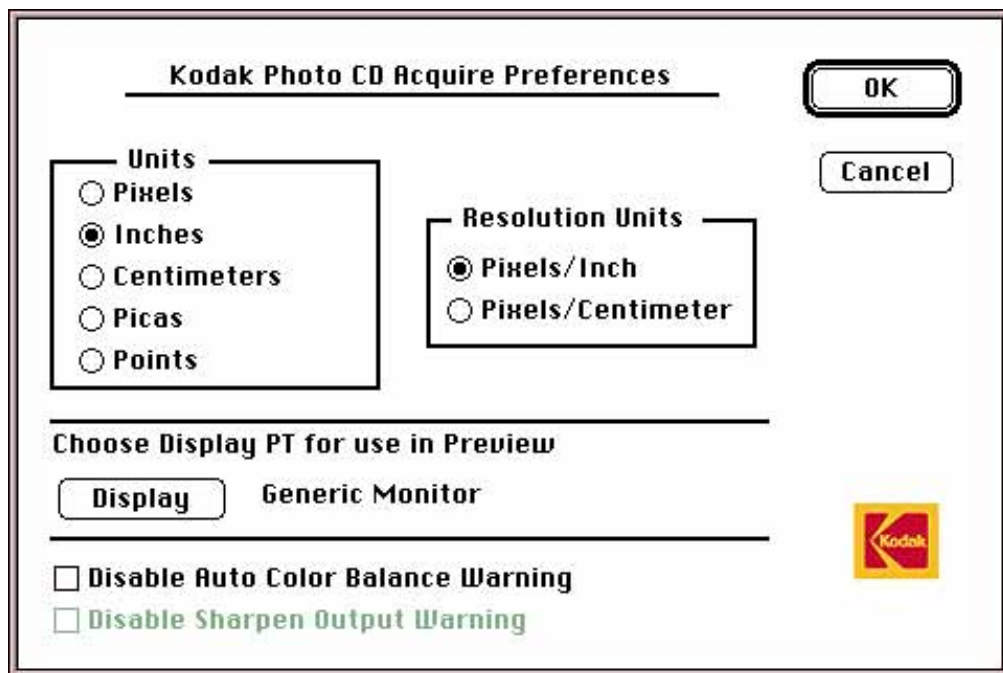 Kodak Photo CD Acquire Preferences
OK
Cancel
Units
Pixels
Inches
Centimeters
Picas
Points
Resolution Units
Pixels/Inch
Pixels/Centimeter
Choose Display PT for use in Preview
Display
Generic Monitor
Kodak
Disable Auto Color Balance Warning
Disable Sharpen Output Warning